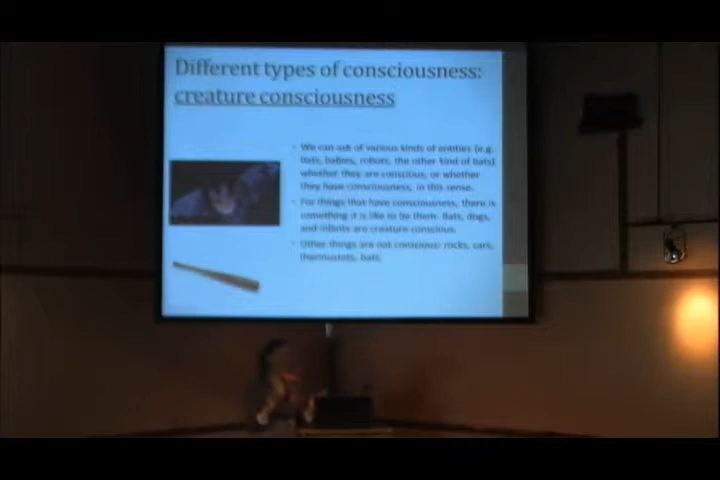 Different types of consciousness:
creature consciousness
• We can ask of various kinds of entities (e.g.
bats, babies, robots, the other kind of bats)
whether they are conscious, or whether
they have consciousness, in this sense.
• For things that have consciousness, there is
something it is like to be them. Bats, dogs,
and infants are creature conscious.
• Other things are not conscious: rocks, cars,
thermostats, bats.